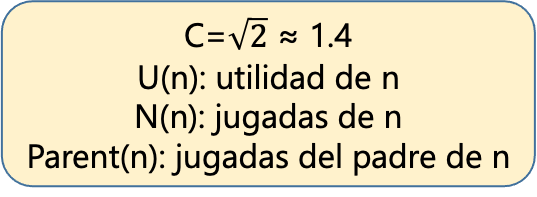 C=√2 ≈ 1.4
U(n): utilidad de n
N(n): jugadas de n
Parent(n): jugadas del padre de n